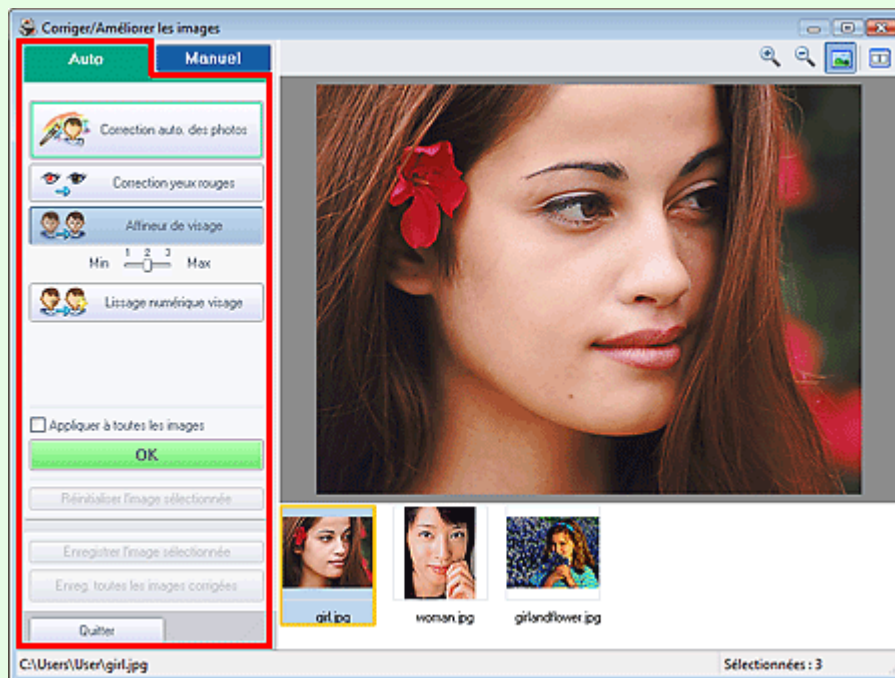 Corriger/Améliorer les images
Auto
Manuel
Correction auto. des photos
Correction yeux rouges
Affineur de visage
1 2 3
Min Max
Lissage numérique visage
Appliquer à toutes les images
OK
Réinitialiser l'image sélectionnée
Enregistrer l'image sélectionnée
Enreg. toutes les images corrigées
Quitter
girl.jpg
woman.jpg
girlandflower.jpg
C:\Users\User\girl.jpg
Sélectionnées : 3